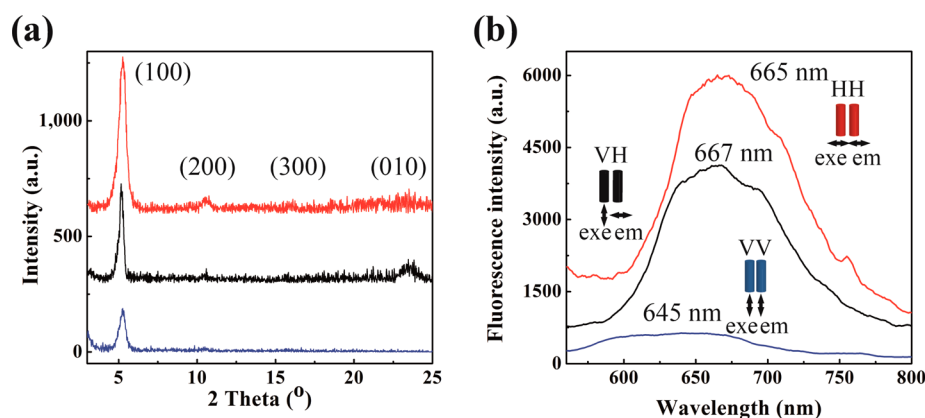 (a)
Intensity (a.u.)
1,000
500
0
(100)
(200)
(300)
(010)
5
10
15
20
25
2 Theta (º)
(b)
Fluorescence intensity (a.u.)
6000
4500
3000
1500
0
665 nm
HH
exe em
667 nm
VH
exe em
VV
exe em
645 nm
600
650
700
750
800
Wavelength (nm)